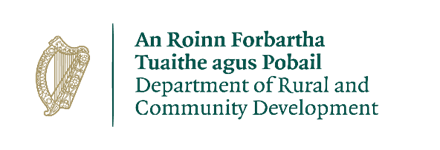 An Roinn Forbartha
Tuaithe agus Pobail
Department of Rural and
Community Development